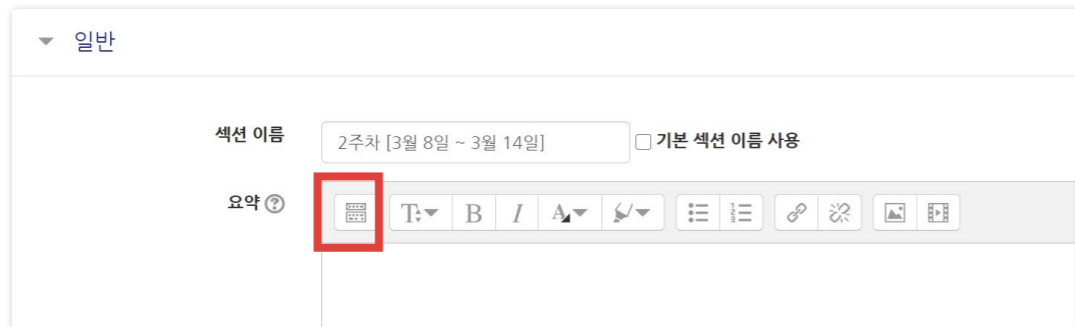 일반
섹션 이름
2주차 [3월 8일 ~ 3월 14일]
기본 섹션 이름 사용
요약